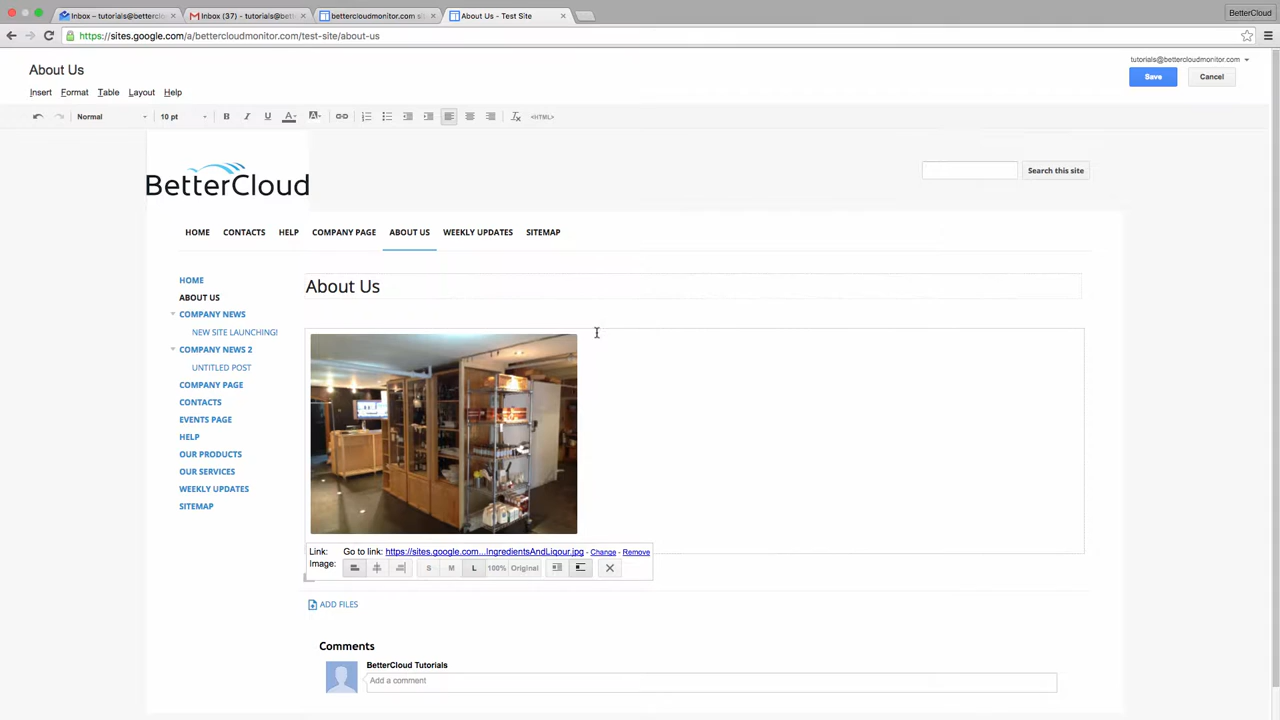 Inbox - tutorials@bettercloud
Inbox (37) - tutorials@bett
bettercloudmonitor.com si
About Us - Test Site
BetterCloud
https://sites.google.com/a/bettercloudmonitor.com/test-site/about-us
tutorials@bettercloudmonitor.com
About Us
Save Cancel
Insert Format Table Layout Help
Normal 10 pt B I U A A <HTML>
BetterCloud
Search this site
HOME CONTACTS HELP COMPANY PAGE ABOUT US WEEKLY UPDATES SITEMAP
HOME
ABOUT US
COMPANY NEWS
NEW SITE LAUNCHING!
COMPANY NEWS 2
UNTITLED POST
COMPANY PAGE
CONTACTS
EVENTS PAGE
HELP
OUR PRODUCTS
OUR SERVICES
WEEKLY UPDATES
SITEMAP
About Us
Link: Go to link: https://sites.google.com...IngredientsAndLiqour.jpg - Change - Remove
Image: S M L 100% Original
ADD FILES
Comments
BetterCloud Tutorials
Add a comment